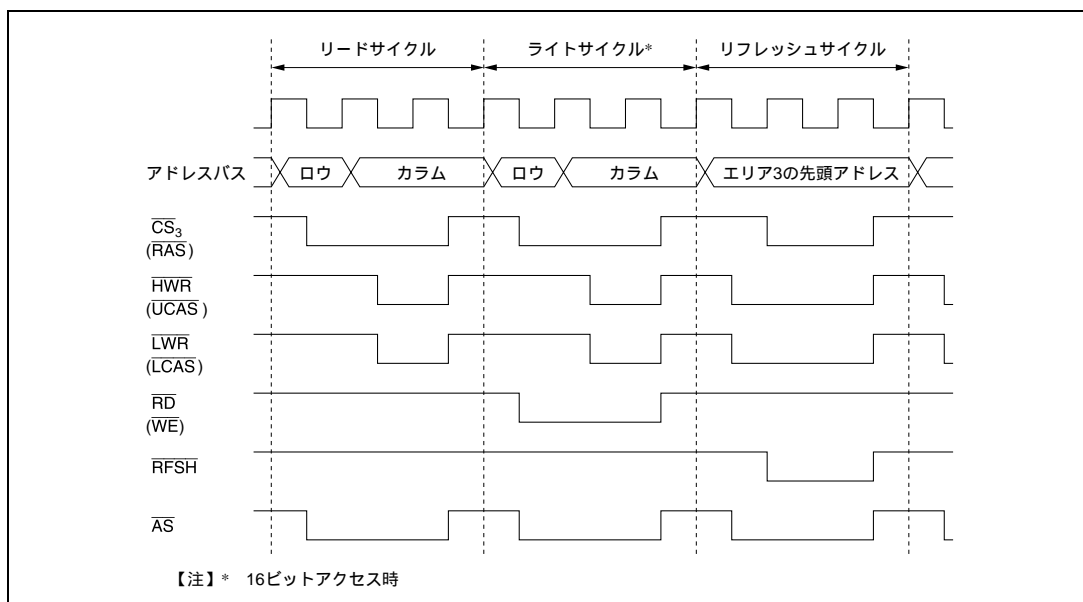 リードサイクル ライトサイクル* リフレッシュサイクル
アドレスバス ロウ カラム ロウ カラム エリア3の先頭アドレス
CS3
(RAS)
HWR
(UCAS)
LWR
(LCAS)
RD
(WE)
RFSH
AS
【注】* 16ビットアクセス時